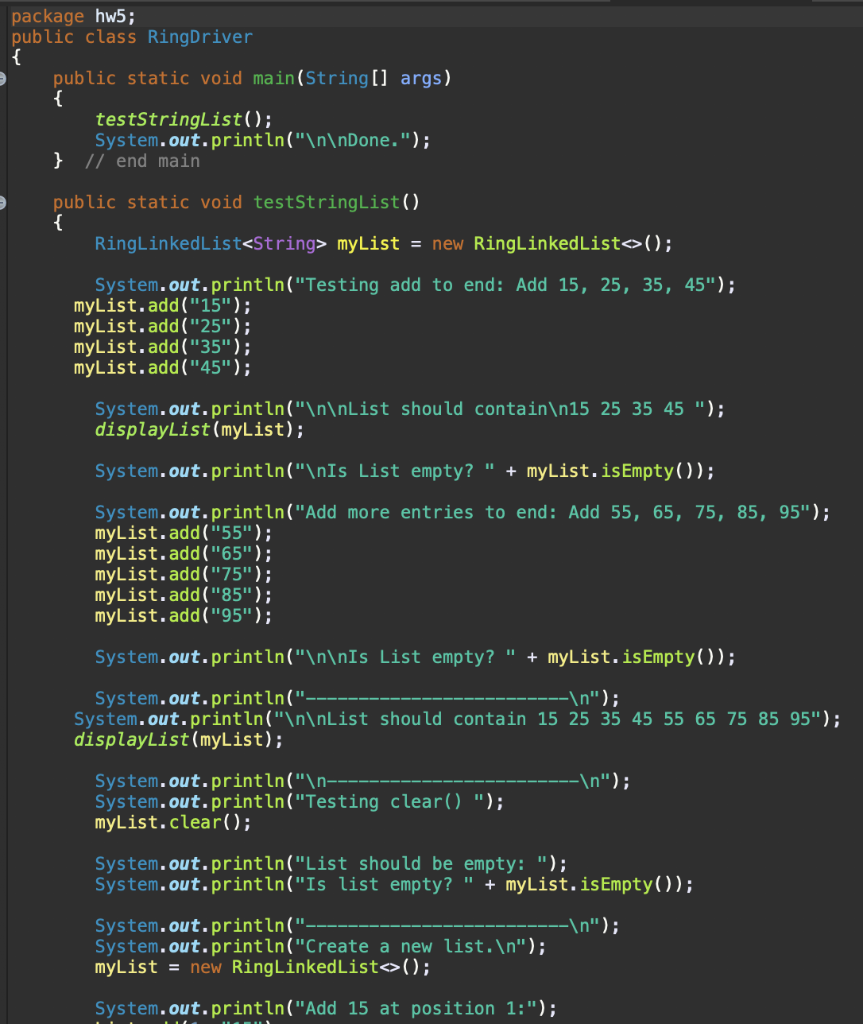 package hw5;
public class RingDriver
{
    public static void main(String[] args)
    {
        testStringList();
        System.out.println("\n\nDone.");
    }  // end main

    public static void testStringList()
    {
        RingLinkedList<String> myList = new RingLinkedList<>();

        System.out.println("Testing add to end: Add 15, 25, 35, 45");
      myList.add("15");
      myList.add("25");
      myList.add("35");
      myList.add("45");

        System.out.println("\n\nList should contain\n15 25 35 45 ");
        displayList(myList);

        System.out.println("\nIs List empty? " + myList.isEmpty());

        System.out.println("Add more entries to end: Add 55, 65, 75, 85, 95");
        myList.add("55");
        myList.add("65");
        myList.add("75");
        myList.add("85");
        myList.add("95");

        System.out.println("\n\nIs List empty? " + myList.isEmpty());

        System.out.println("-------------------------\n");
      System.out.println("\n\nList should contain 15 25 35 45 55 65 75 85 95");
      displayList(myList);

        System.out.println("\n------------------------\n");
        System.out.println("Testing clear() ");
        myList.clear();

        System.out.println("List should be empty: ");
        System.out.println("Is list empty? " + myList.isEmpty());

        System.out.println("-------------------------\n");
        System.out.println("Create a new list.\n");
        myList = new RingLinkedList<>();

        System.out.println("Add 15 at position 1:");